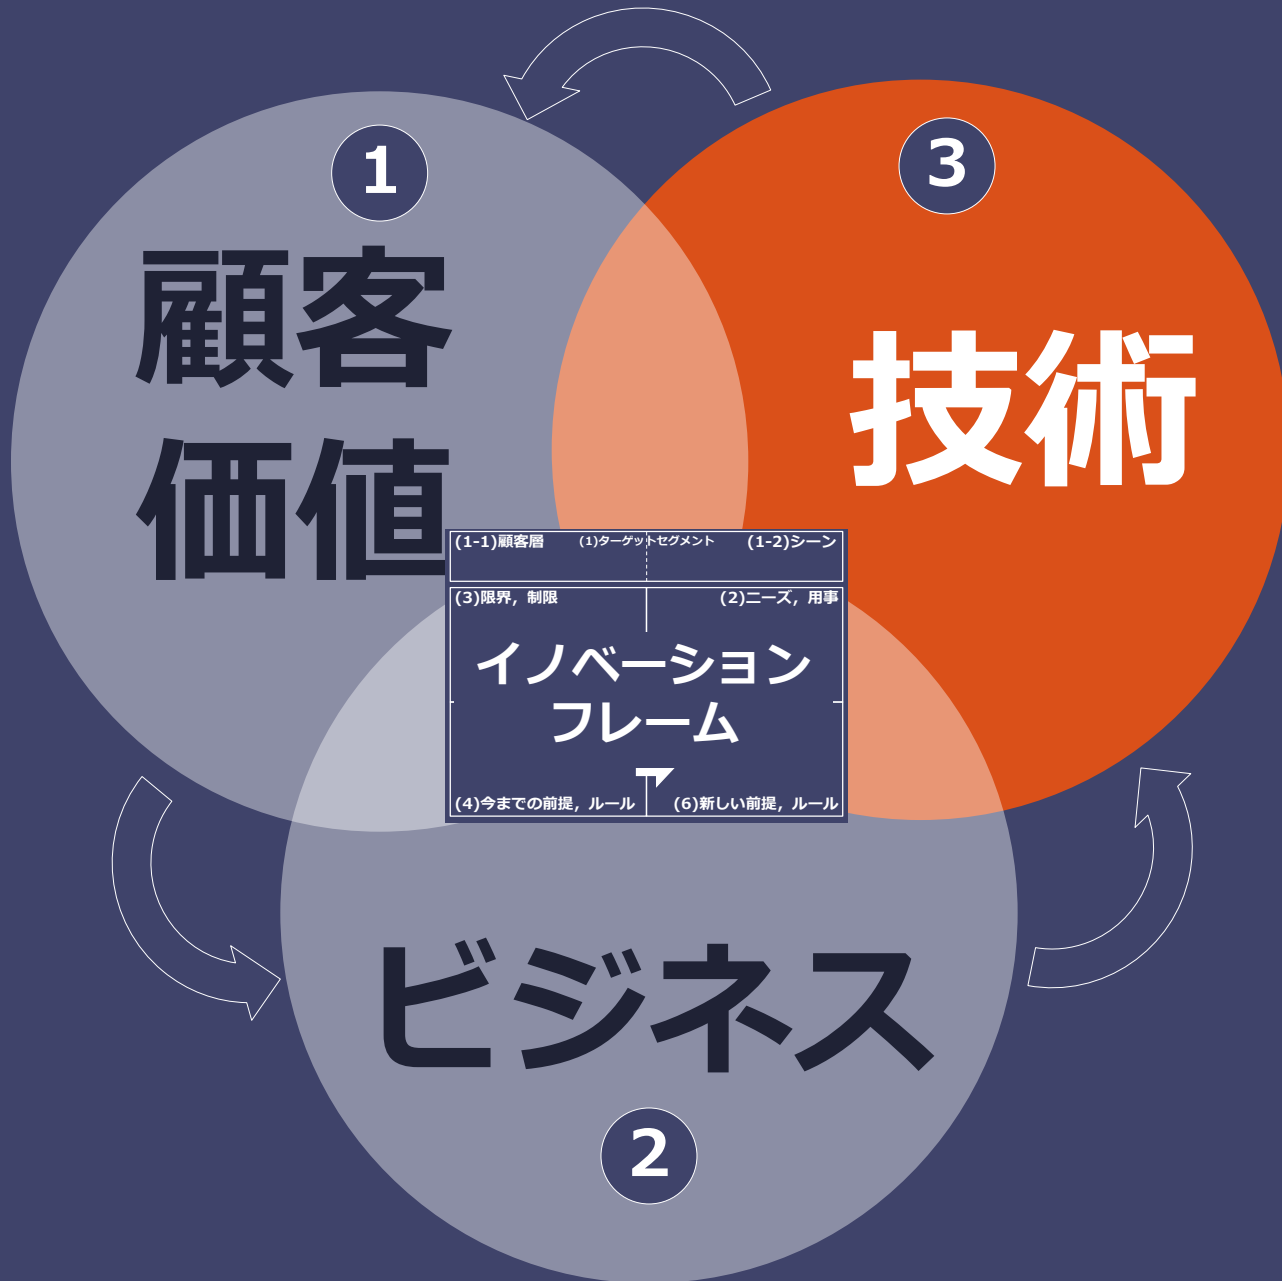 1
顧客
価値
3
技術
(1-1)顧客層 (1)ターゲットセグメント (1-2)シーン
(3)限界，制限 (2)ニーズ，用事
イノベーション
フレーム
(4)今までの前提，ルール (6)新しい前提，ルール
ビジネス
2